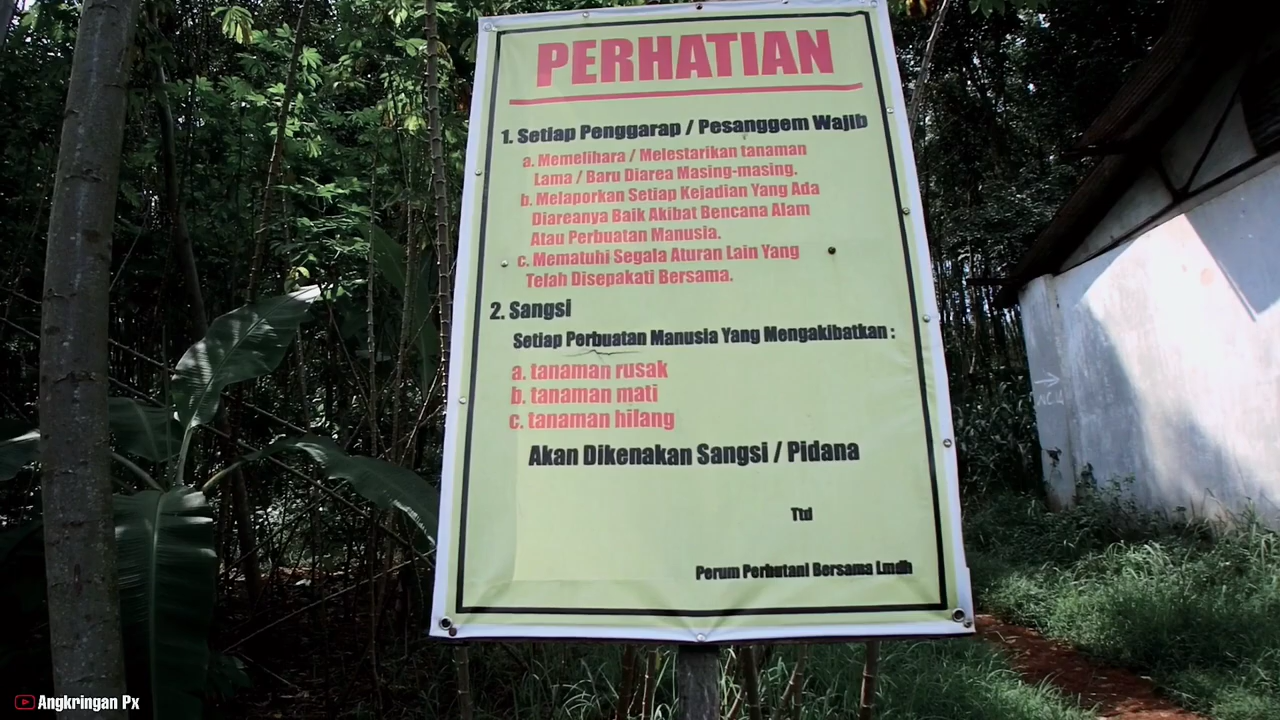 PERHATIAN
1. Setiap Penggarap / Pesanggem Wajib
a. Memelihara / Melestarikan tanaman
Lama / Baru Diarea Masing-masing.
b. Melaporkan Setiap Kejadian Yang Ada
Diareanya Baik Akibat Bencana Alam
Atau Perbuatan Manusia.
c. Mematuhi Segala Aturan Lain Yang
Telah Disepakati Bersama.
2. Sangsi
Setiap Perbuatan Manusia Yang Mengakibatkan :
a. tanaman rusak
b. tanaman mati
c. tanaman hilang
Akan Dikenakan Sangsi / Pidana
Ttd
Perum Perhutani Bersama Lmdh
Angkringan Px